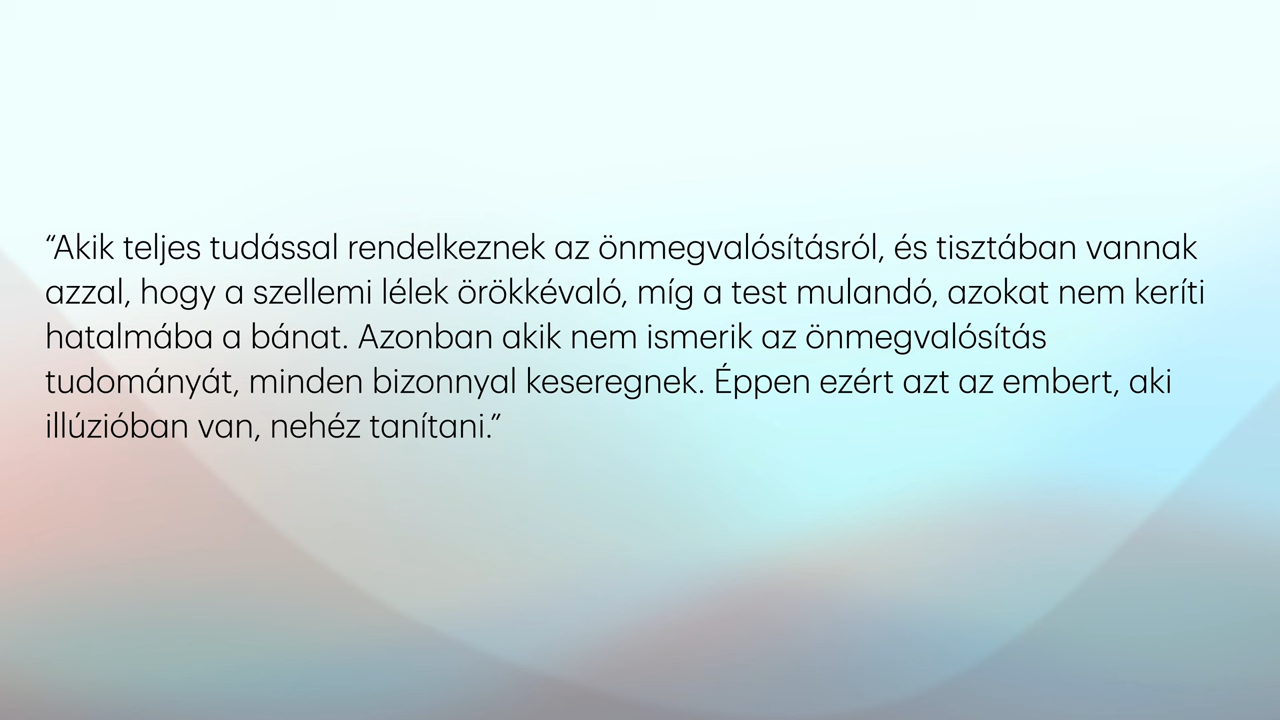 “Akik teljes tudással rendelkeznek az önmegvalósításról, és tisztában vannak
azzal, hogy a szellemi lélek örökkévaló, míg a test mulandó, azokat nem keríti
hatalmába a bánat. Azonban akik nem ismerik az önmegvalósítás
tudományát, minden bizonnyal keseregnek. Éppen ezért azt az embert, aki
illúzióban van, nehéz tanítani.”